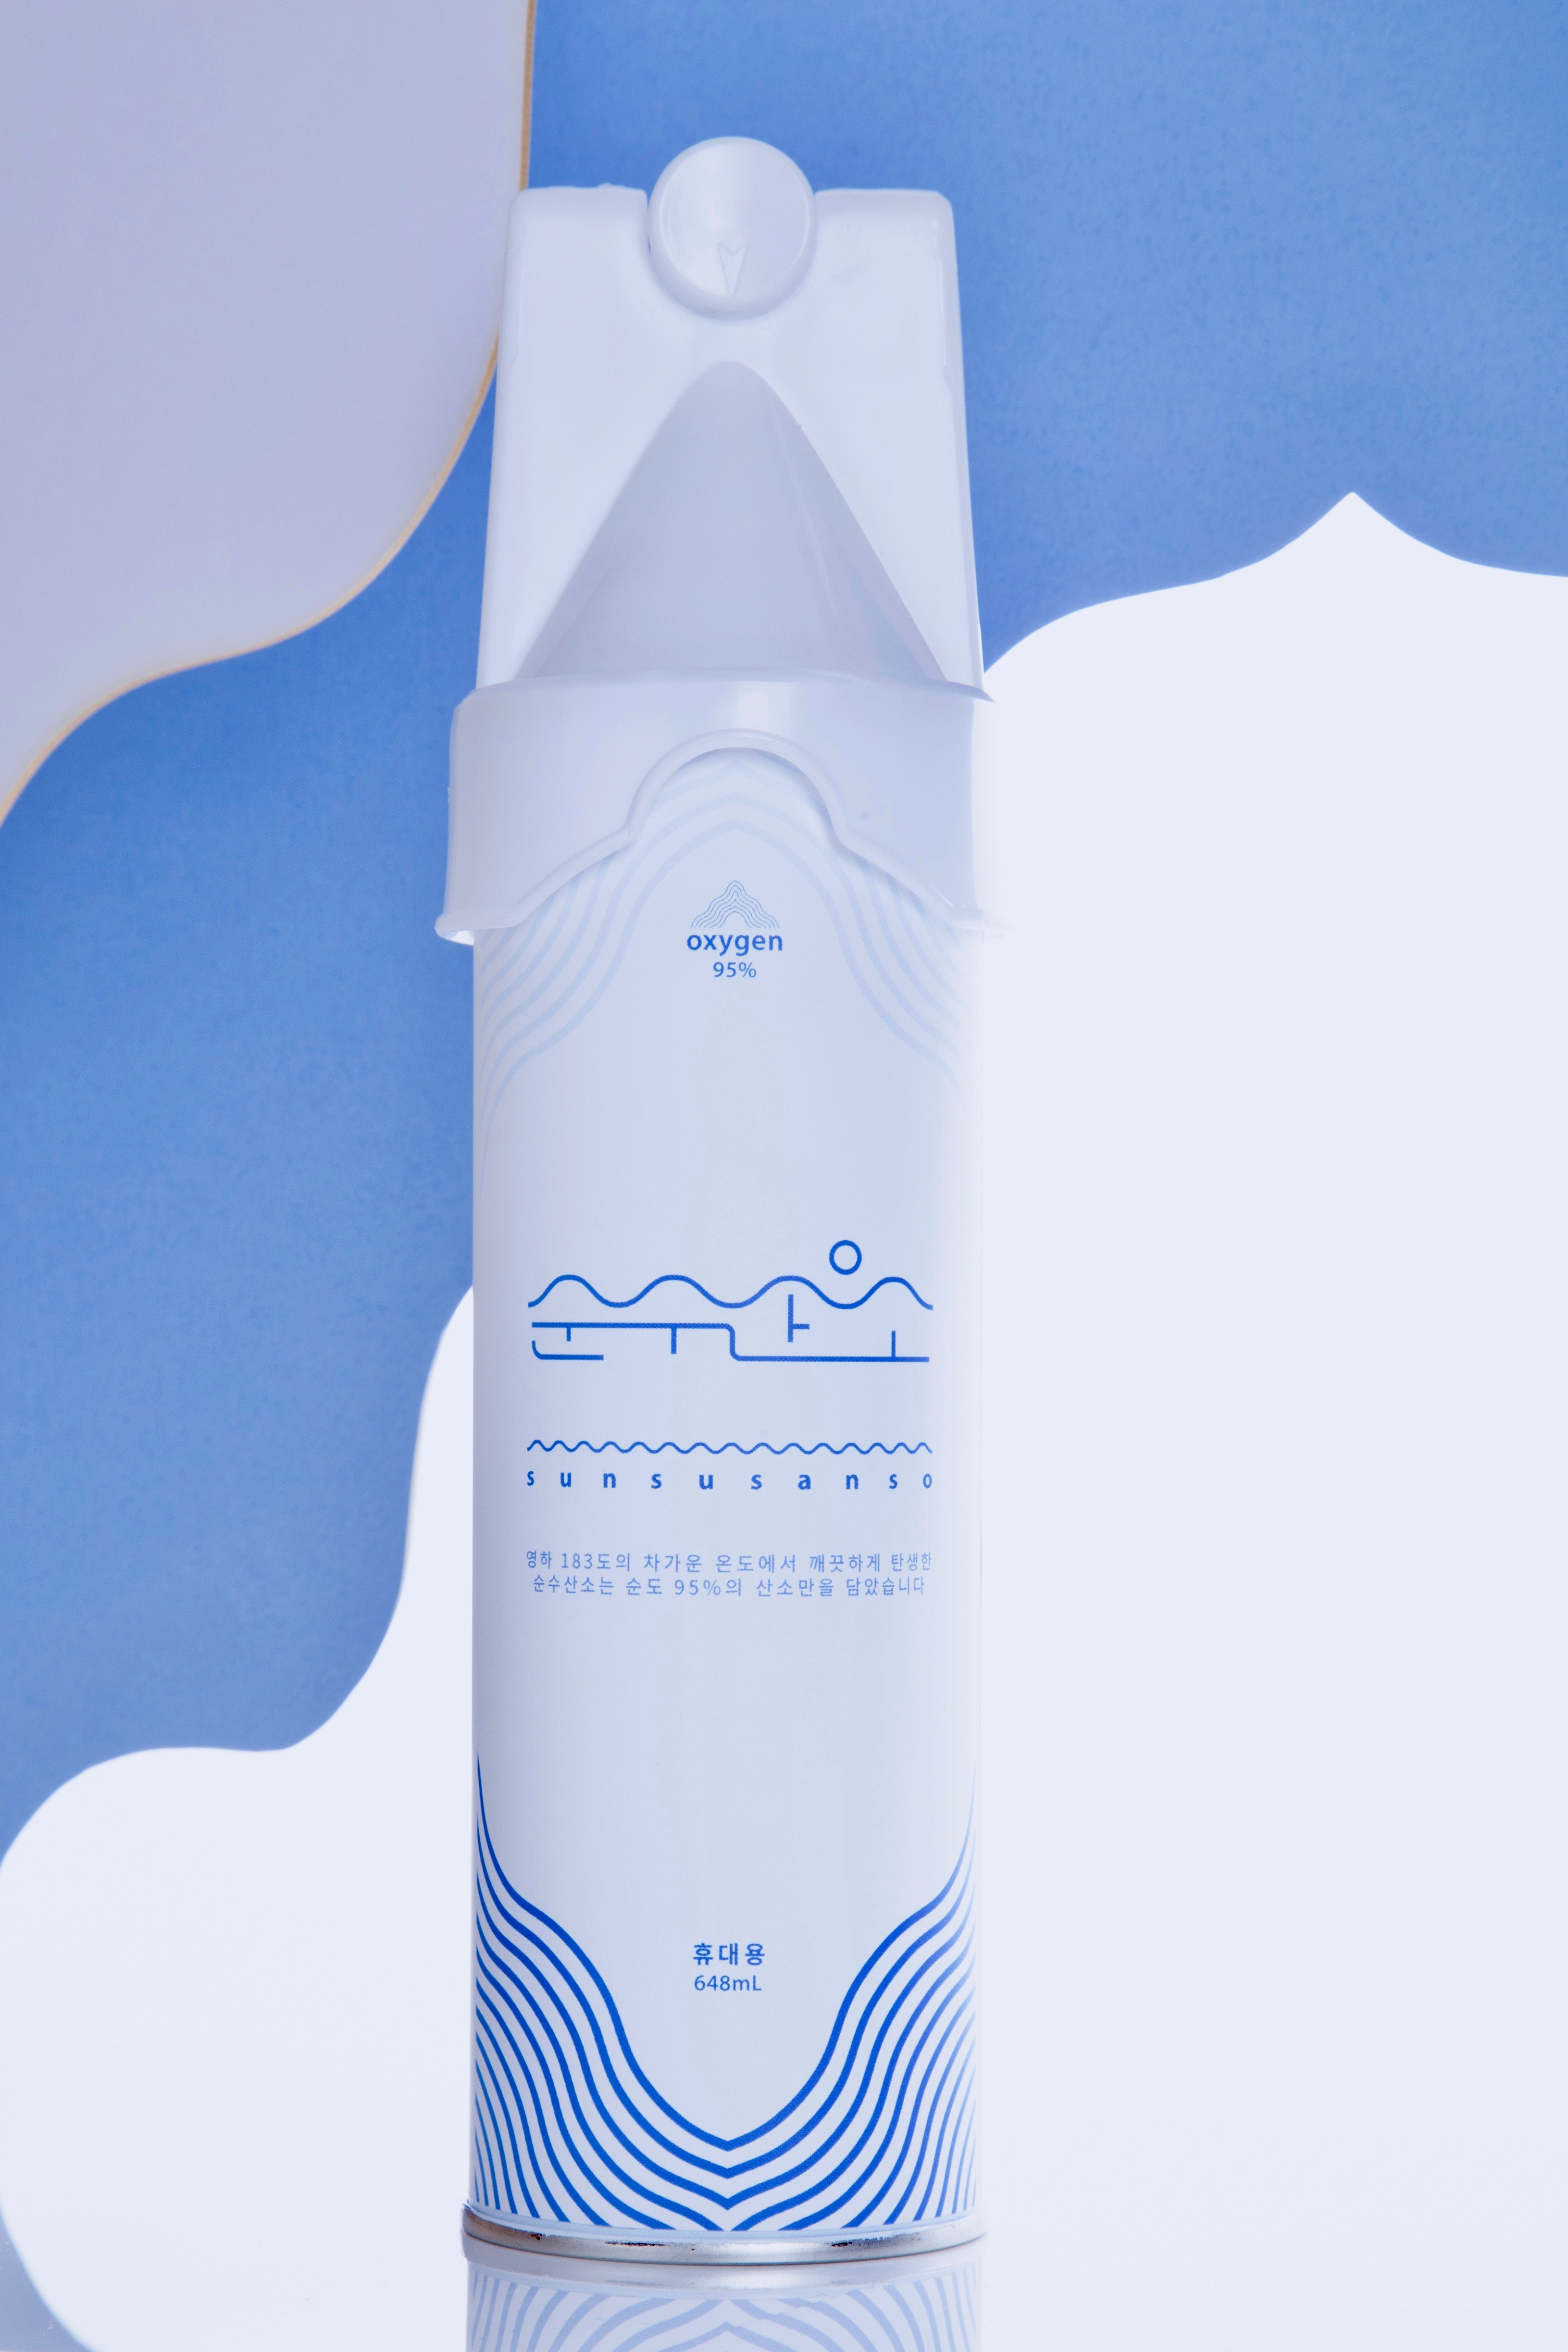 oxygen
95%
순수산소
sunsusanso
영하 183도의 차가운 온도에서 깨끗하게 탄생한
순수산소는 순도 95%의 산소만을 담았습니다
휴대용
648mL